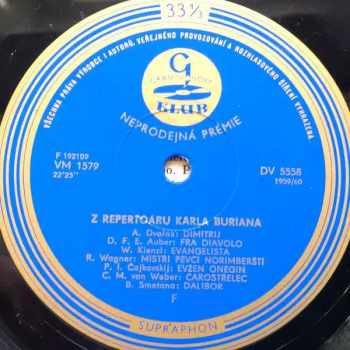 33⅓
VŠECHNA PRÁVA VÝROBCE I AUTORŮ, VEŘEJNÉHO PROVOZOVÁNÍ A ROZHLASOVÉHO ŠÍŘENÍ VYHRAZENA
G
GRAMOFONOVÝ
KLUB
NEPRODEJNÁ PRÉMIE
F 192109
VM 1579
22'25"
DV 5558
1959/60
Z REPERTOÁRU KARLA BURIANA
A. Dvořák: DIMITRIJ
D. F. E. Auber: FRA DIAVOLO
W. Kienzl: EVANGELISTA
R. Wagner: MISTŘI PĚVCI NORIMBERŠTÍ
P. I. Čajkovskij: EVŽEN ONĚGIN
C. M. von Weber: ČAROSTŘELEC
B. Smetana: DALIBOR
F
SUPRAPHON